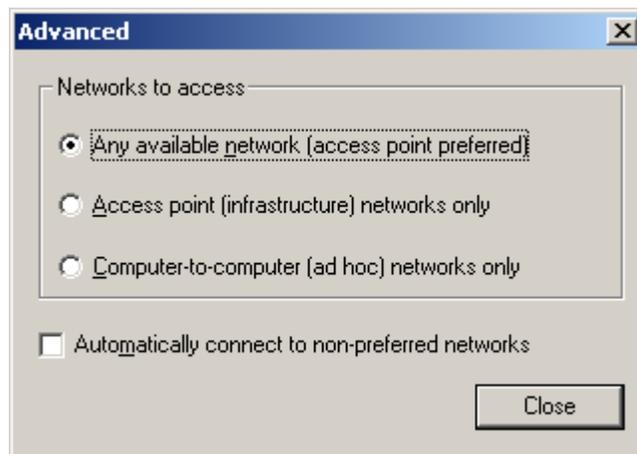 Advanced
Networks to access
Any available network (access point preferred)
Access point (infrastructure) networks only
Computer-to-computer (ad hoc) networks only
Automatically connect to non-preferred networks
Close